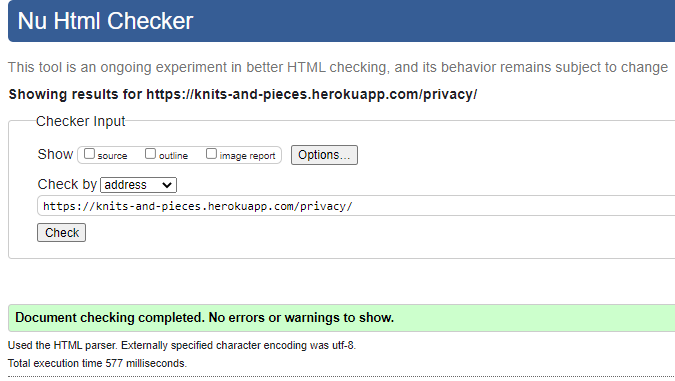 Nu Html Checker
This tool is an ongoing experiment in better HTML checking, and its behavior remains subject to change
Showing results for https://knits-and-pieces.herokuapp.com/privacy/
Checker Input
Show source outline image report Options...
Check by address
https://knits-and-pieces.herokuapp.com/privacy/
Check
Document checking completed. No errors or warnings to show.
Used the HTML parser. Externally specified character encoding was utf-8.
Total execution time 577 milliseconds.